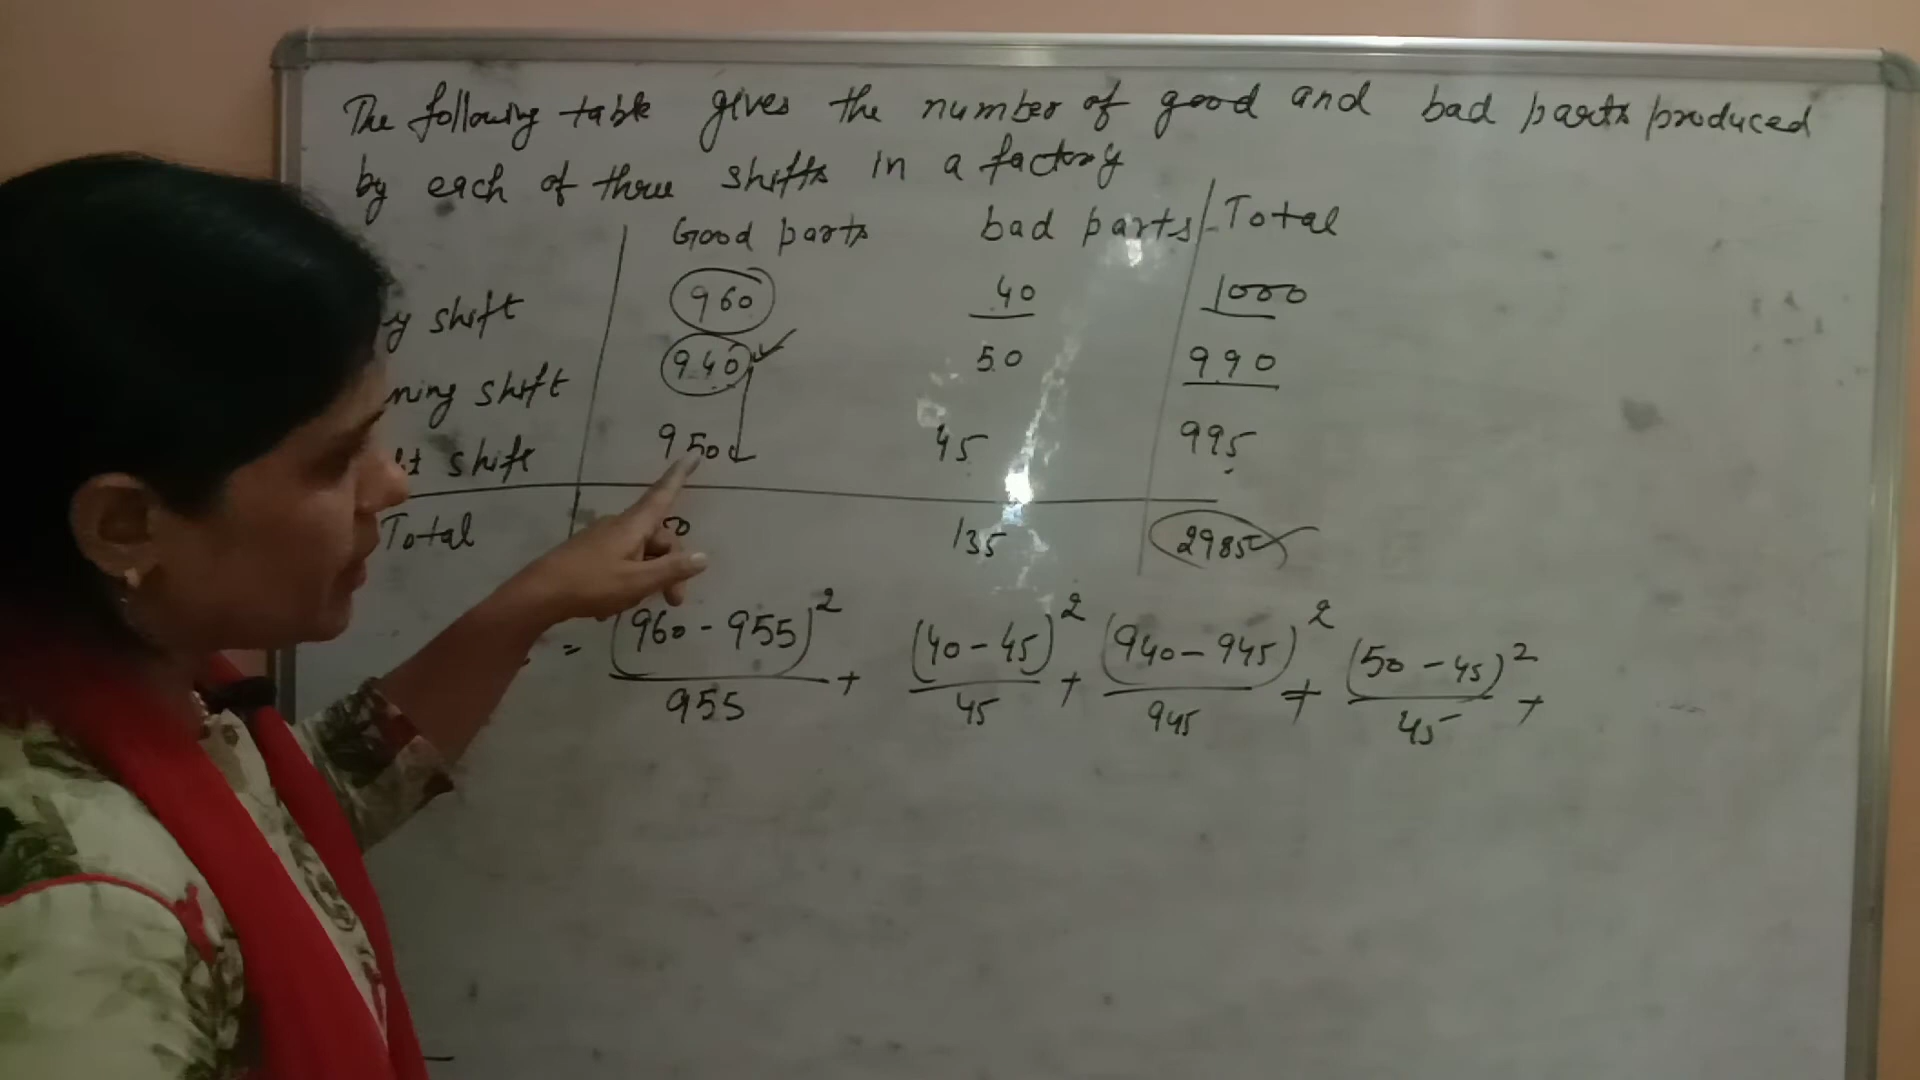 The following table gives the number of good and bad parts produced
by each of three shifts in a factory
Good parts bad parts Total
shift 960 40 1000
shift 940 50 990
shift 950 45 995
Total 135 2985
= (960 - 955)² / 955 + (40 - 45)² / 45 + (940 - 945)² / 945 + (50 - 45)² / 45 +